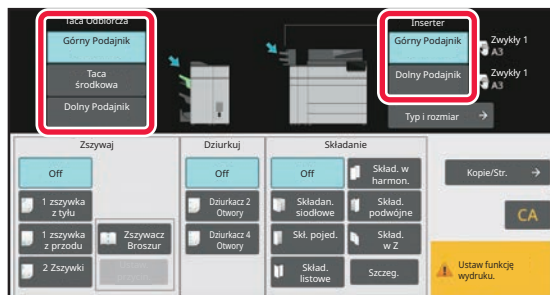 Taca Odbiorcza
Górny Podajnik
Taca
środkowa
Dolny Podajnik
Inserter
Górny Podajnik
Dolny Podajnik
Zwykły 1
A3
Zwykły 1
A3
Typ i rozmiar
Zszywaj
Off
1 zszywka
z tyłu
1 zszywka
z przodu
2 Zszywki
Zszywacz
Broszur
Dziurkuj
Off
Dziurkacz 2
Otwory
Dziurkacz 4
Otwory
Składanie
Off
Składan.
siodłowe
Skł. pojed.
Skład.
listowe
Skład. w
harmon.
Skład.
podwójne
Skład.
w Z
Szczeg.
Kopie/Str.
CA
Ustaw funkcję
wydruku.